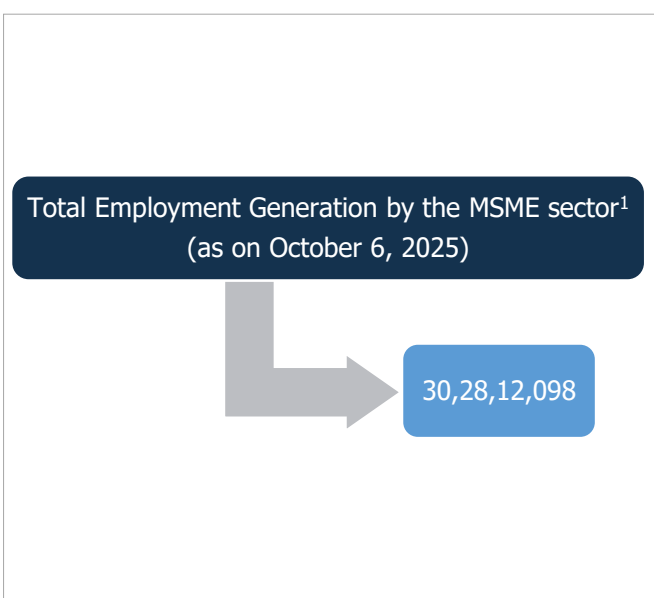 Total Employment Generation by the MSME sector¹
(as on October 6, 2025)
30,28,12,098